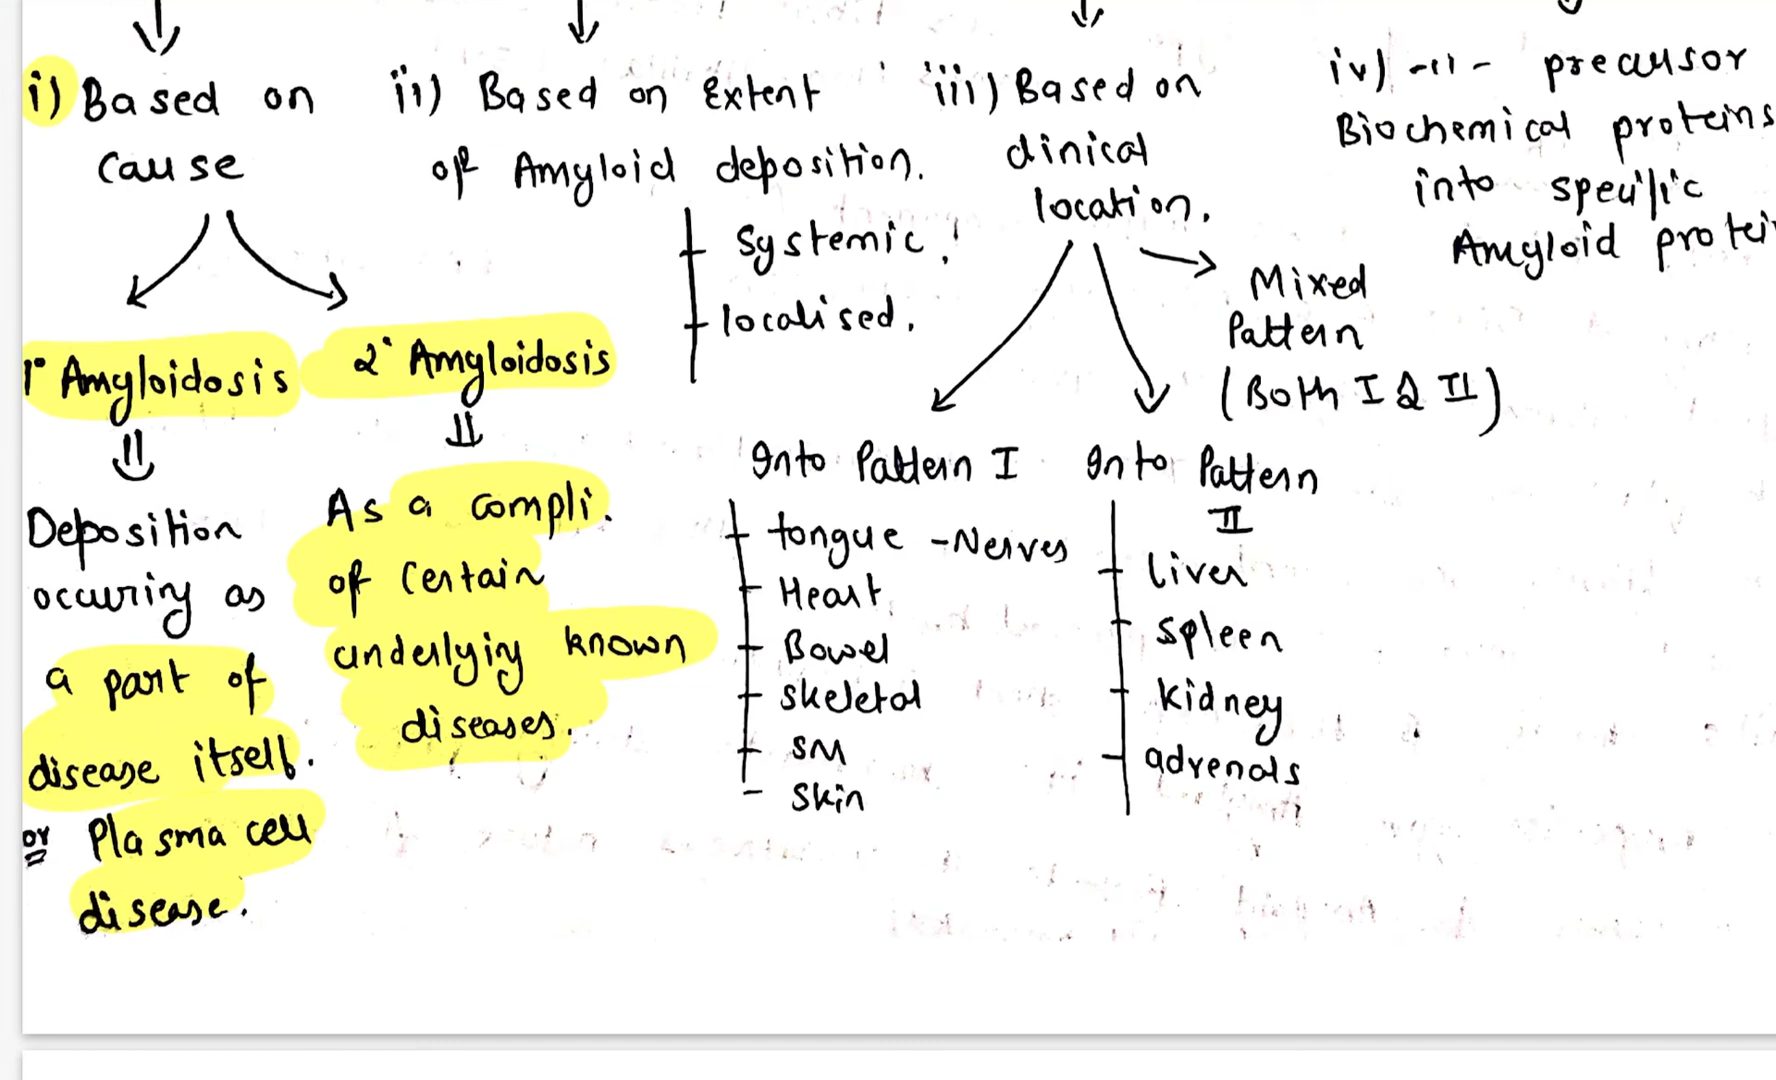 i) Based on
cause
1° Amyloidosis
2° Amyloidosis
Deposition
occuring as
a part of
disease itself.
or Plasma cell
disease.
As a compli.
of certain
underlying known
diseases.
ii) Based on Extent
of Amyloid deposition.
Systemic
localised.
iii) Based on
clinical
location.
Mixed
Pattern
(Both I & II)
Into Pattern I
tongue - Nerves
Heart
Bowel
skeletal
SM
Skin
Into Pattern
II
liver
spleen
kidney
adrenals
iv) -11- precusor
Biochemical proteins
into specific
Amyloid protei